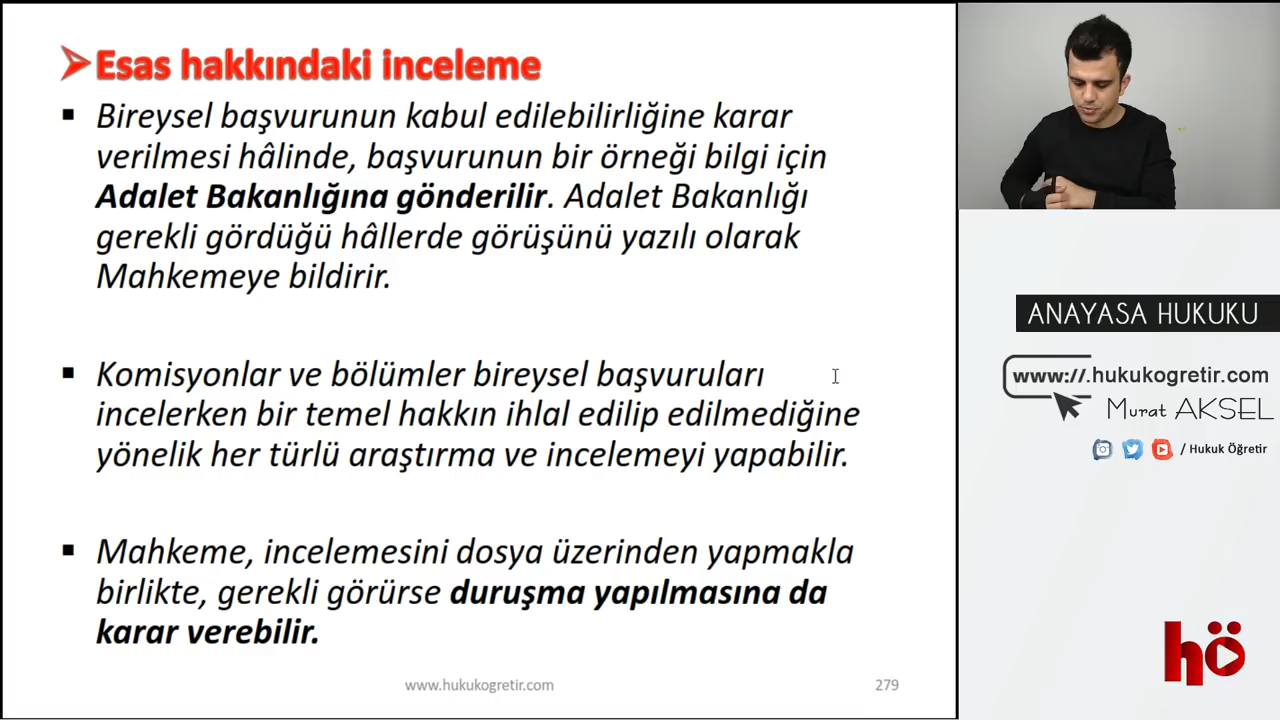 Esas hakkındaki inceleme
Bireysel başvurunun kabul edilebilirliğine karar
verilmesi hâlinde, başvurunun bir örneği bilgi için
Adalet Bakanlığına gönderilir. Adalet Bakanlığı
gerekli gördüğü hâllerde görüşünü yazılı olarak
Mahkemeye bildirir.
Komisyonlar ve bölümler bireysel başvuruları
incelerken bir temel hakkın ihlal edilip edilmediğine
yönelik her türlü araştırma ve incelemeyi yapabilir.
Mahkeme, incelemesini dosya üzerinden yapmakla
birlikte, gerekli görürse duruşma yapılmasına da
karar verebilir.
www.hukukogretir.com
279
ANAYASA HUKUKU
www://.hukukogretir.com
Murat AKSEL
/ Hukuk Öğretir
hö